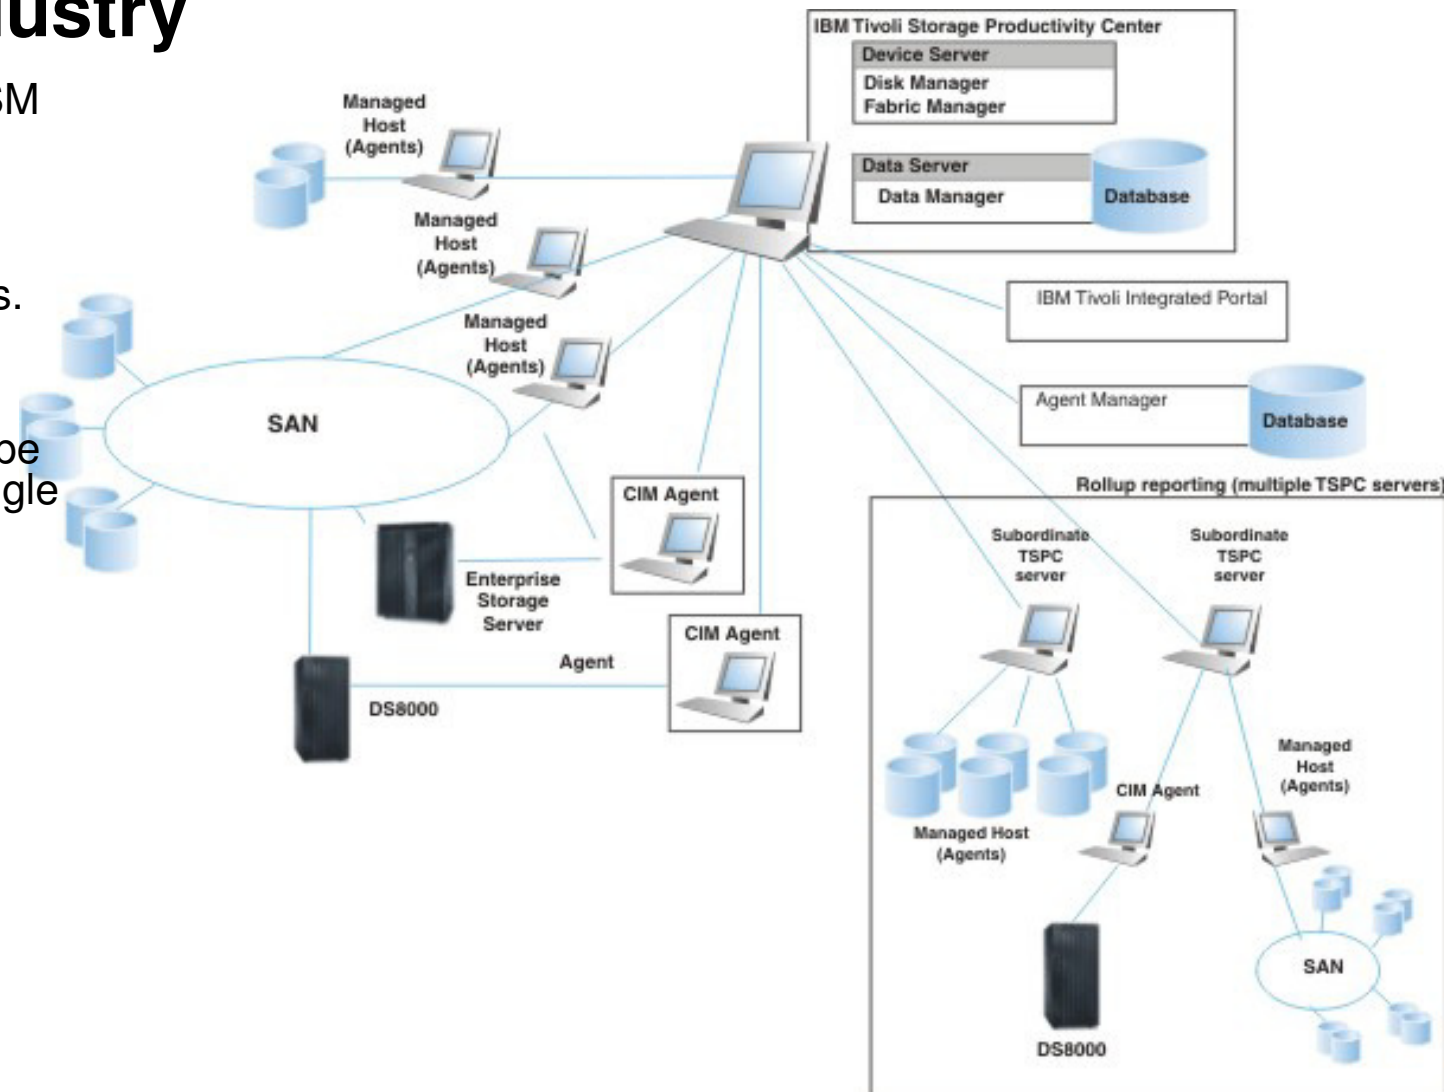 dustry
SM
s.
be
gle
IBM Tivoli Storage Productivity Center
Device Server
Disk Manager
Fabric Manager
Data Server
Data Manager
Database
Managed
Host
(Agents)
Managed
Host
(Agents)
Managed
Host
(Agents)
SAN
IBM Tivoli Integrated Portal
Agent Manager
Database
CIM Agent
Enterprise
Storage
Server
CIM Agent
Agent
DS8000
Rollup reporting (multiple TSPC servers)
Subordinate
TSPC
server
Subordinate
TSPC
server
Managed Host
(Agents)
CIM Agent
Managed
Host
(Agents)
DS8000
SAN